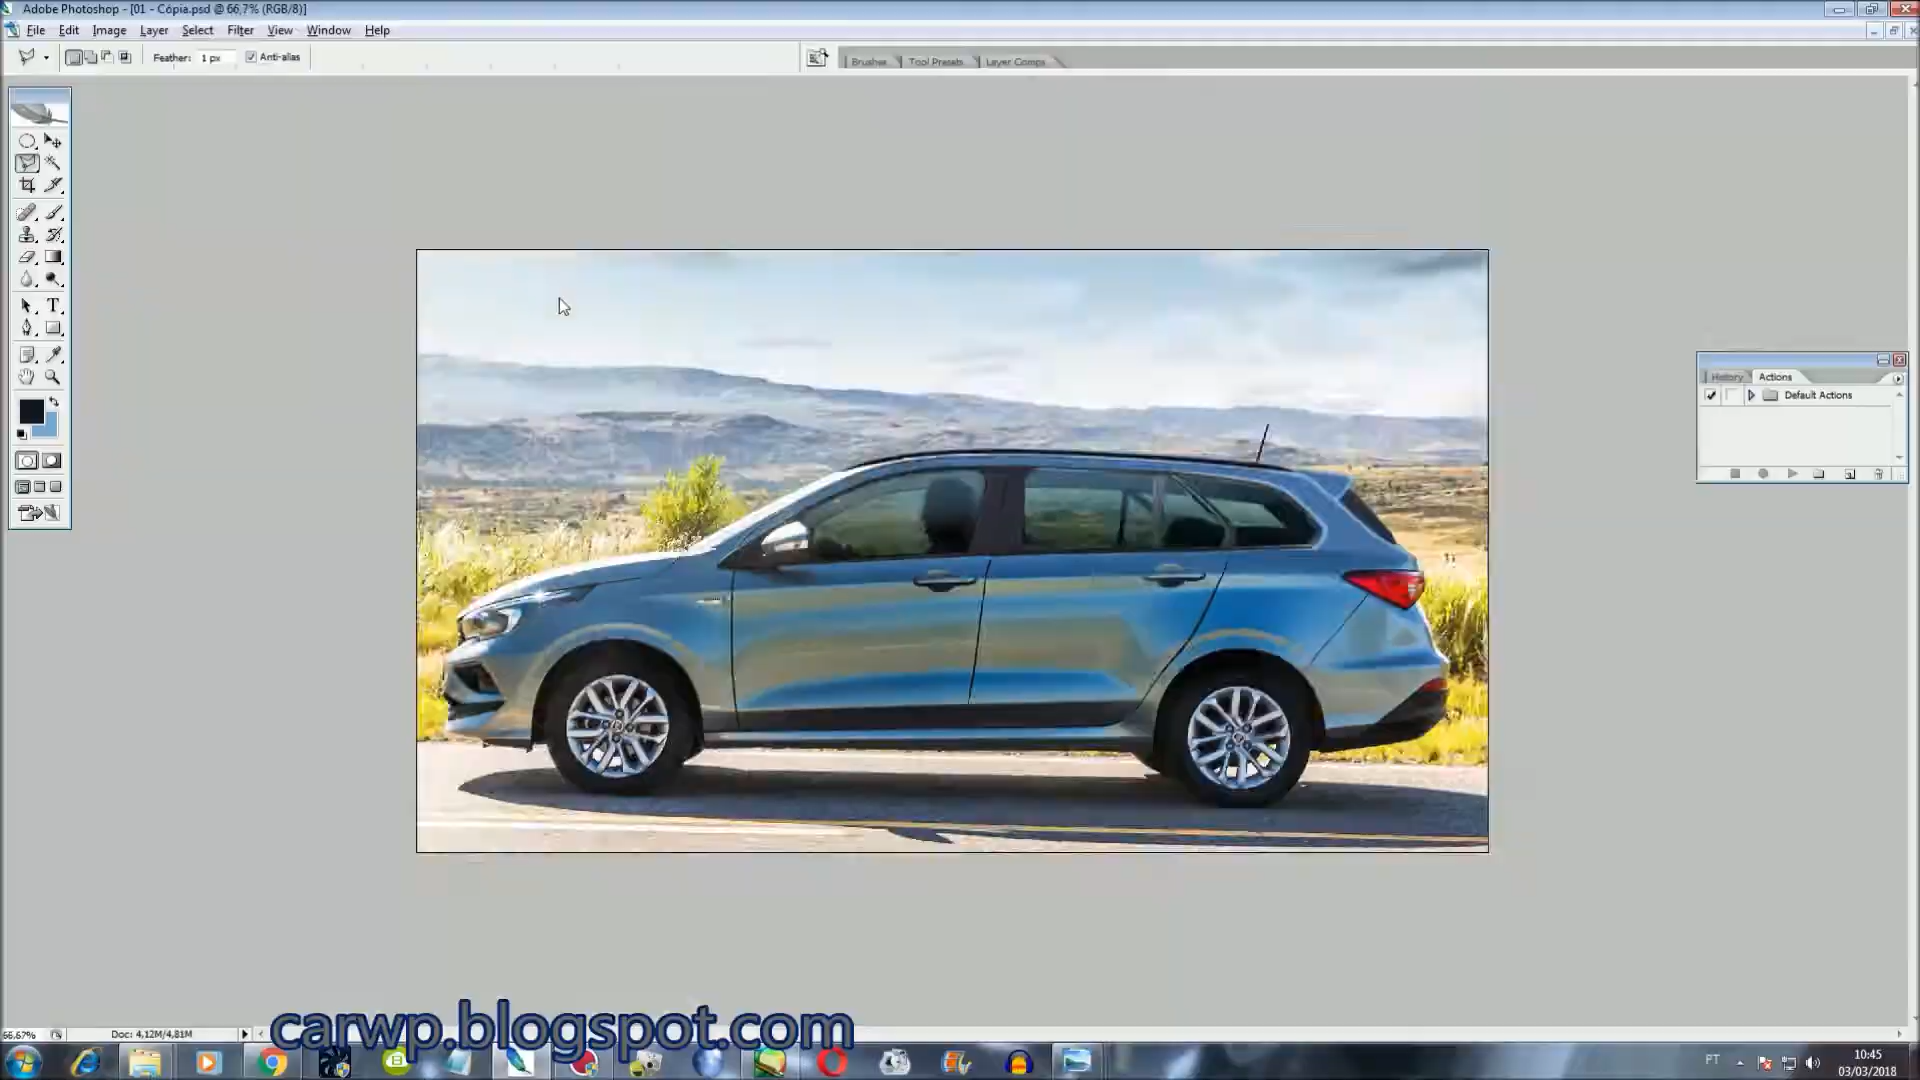 Adobe Photoshop - [01 - Cópia.psd @ 66,7% (RGB/8)]
File Edit Image Layer Select Filter View Window Help
Feather: 1 px Anti-alias
Brushes Tool Presets Layer Comps
T
History Actions
Default Actions
66,67% Doc: 4,12M/4,81M
carwp.blogspot.com
PT 10:45
03/03/2018